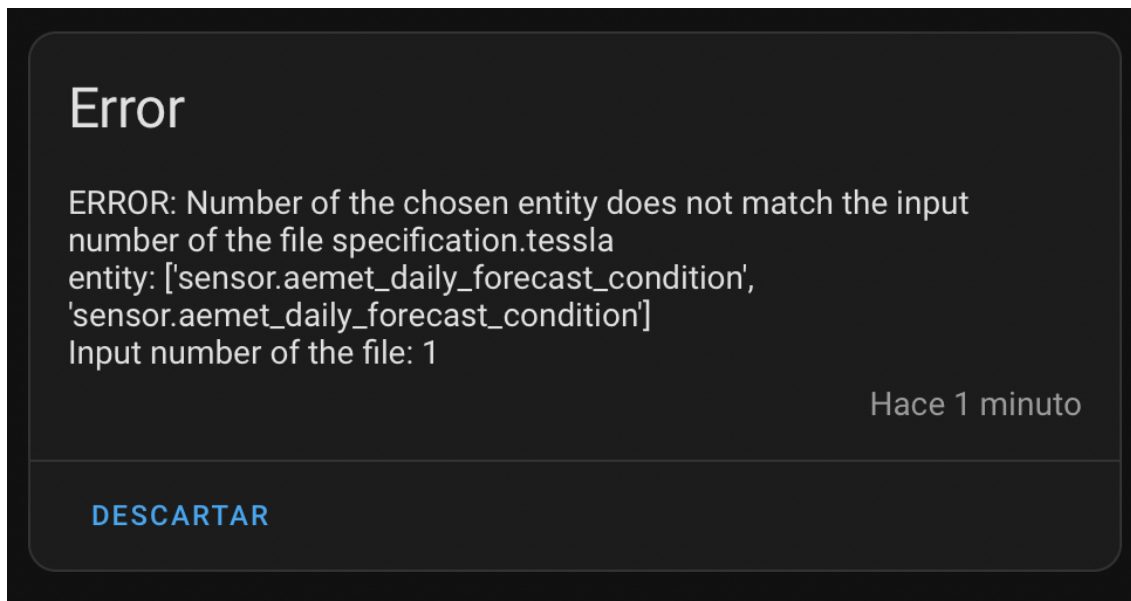 Error
ERROR: Number of the chosen entity does not match the input
number of the file specification.tessla
entity: ['sensor.aemet_daily_forecast_condition',
'sensor.aemet_daily_forecast_condition']
Input number of the file: 1
Hace 1 minuto
DESCARTAR